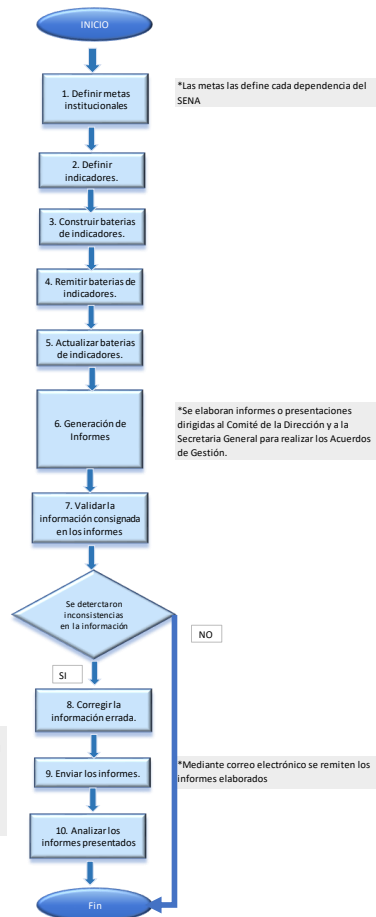 INICIO
1. Definir metas
institucionales
*Las metas las define cada dependencia del
SENA
2. Definir
indicadores.
3. Construir baterias
de indicadores.
4. Remitir baterias de
indicadores.
5. Actualizar baterias
de indicadores.
6. Generación de
Informes
*Se elaboran informes o presentaciones
dirigidas al Comité de la Dirección y a la
Secretaria General para realizar los Acuerdos
de Gestión.
7. Validar la
información consignada
en los informes
Se deterctaron
inconsistencias
en la información
NO
SI
8. Corregir la
información errada.
9. Enviar los informes.
*Mediante correo electrónico se remiten los
informes elaborados
10. Analizar los
informes presentados
Fin